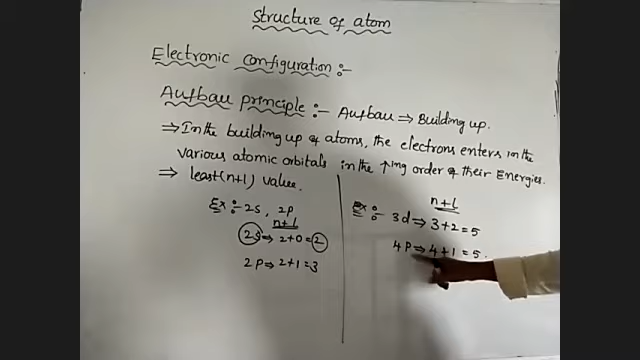 Structure of atom
Electronic configuration :-
Aufbau principle :- Aufbau ⇒ Building up.
⇒ In the building up of atoms, the electrons enters in the
various atomic orbitals in the ↑ing order of their Energies.
⇒ least (n+l) value.
Ex :- 2s, 2p
n+l
2s ⇒ 2+0 = 2
2p ⇒ 2+1 = 3
n+l
Ex :- 3d ⇒ 3+2 = 5
4p ⇒ 4+1 = 5.